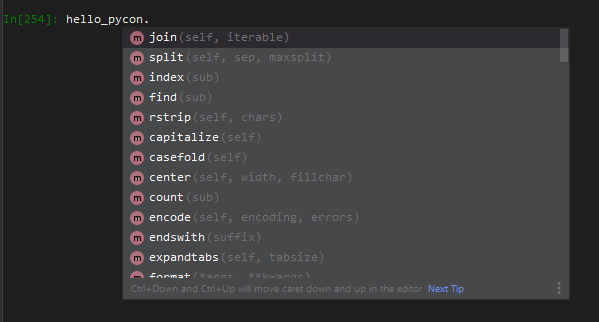 In[254]: hello_pycon.
m join(self, iterable)
m split(self, sep, maxsplit)
m index(sub)
m find(sub)
m rstrip(self, chars)
m capitalize(self)
m casefold(self)
m center(self, width, fillchar)
m count(sub)
m encode(self, encoding, errors)
m endswith(suffix)
m expandtabs(self, tabsize)
m format(*args, **kwargs)
Ctrl+Down and Ctrl+Up will move caret down and up in the editor Next Tip